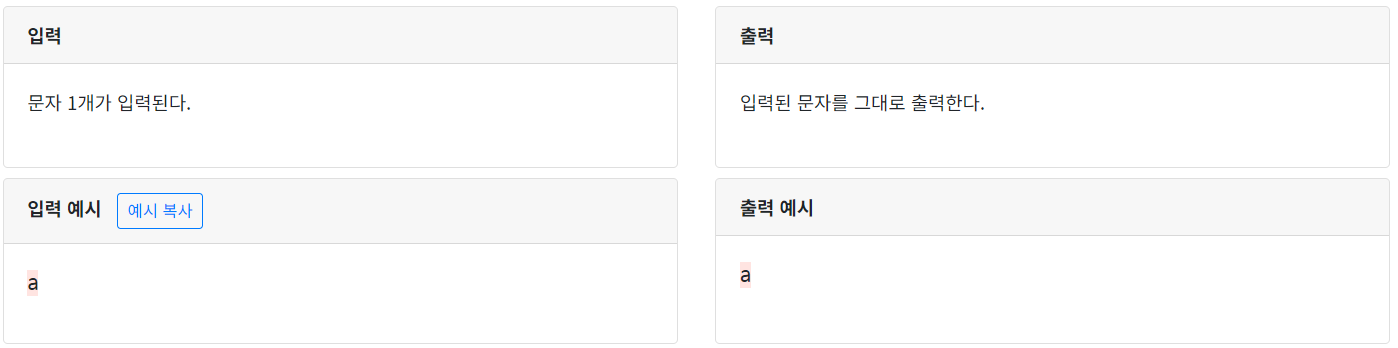 입력
문자 1개가 입력된다.
출력
입력된 문자를 그대로 출력한다.
입력 예시 예시 복사
a
출력 예시
a